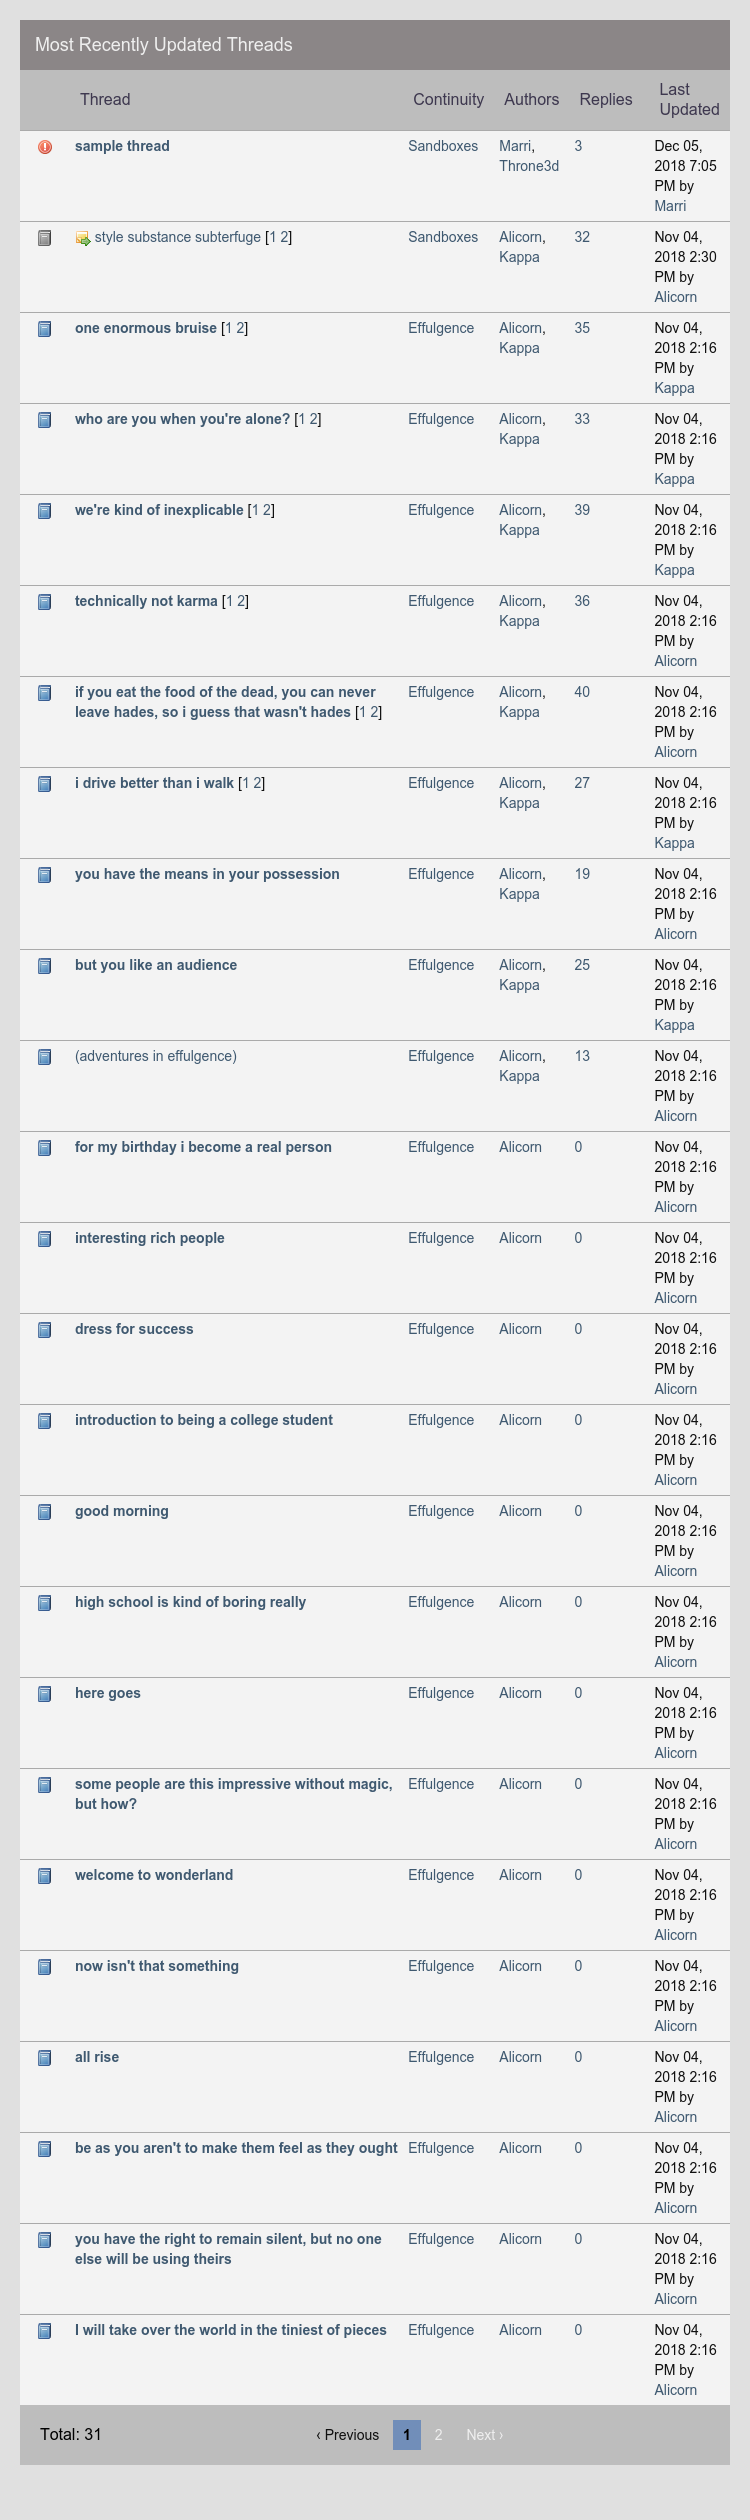 Most Recently Updated Threads
Thread Continuity Authors Replies Last Updated
sample thread Sandboxes Marri, Throne3d 3 Dec 05, 2018 7:05 PM by Marri
style substance subterfuge [1 2] Sandboxes Alicorn, Kappa 32 Nov 04, 2018 2:30 PM by Alicorn
one enormous bruise [1 2] Effulgence Alicorn, Kappa 35 Nov 04, 2018 2:16 PM by Kappa
who are you when you're alone? [1 2] Effulgence Alicorn, Kappa 33 Nov 04, 2018 2:16 PM by Kappa
we're kind of inexplicable [1 2] Effulgence Alicorn, Kappa 39 Nov 04, 2018 2:16 PM by Kappa
technically not karma [1 2] Effulgence Alicorn, Kappa 36 Nov 04, 2018 2:16 PM by Alicorn
if you eat the food of the dead, you can never leave hades, so i guess that wasn't hades [1 2] Effulgence Alicorn, Kappa 40 Nov 04, 2018 2:16 PM by Alicorn
i drive better than i walk [1 2] Effulgence Alicorn, Kappa 27 Nov 04, 2018 2:16 PM by Kappa
you have the means in your possession Effulgence Alicorn, Kappa 19 Nov 04, 2018 2:16 PM by Alicorn
but you like an audience Effulgence Alicorn, Kappa 25 Nov 04, 2018 2:16 PM by Kappa
(adventures in effulgence) Effulgence Alicorn, Kappa 13 Nov 04, 2018 2:16 PM by Alicorn
for my birthday i become a real person Effulgence Alicorn 0 Nov 04, 2018 2:16 PM by Alicorn
interesting rich people Effulgence Alicorn 0 Nov 04, 2018 2:16 PM by Alicorn
dress for success Effulgence Alicorn 0 Nov 04, 2018 2:16 PM by Alicorn
introduction to being a college student Effulgence Alicorn 0 Nov 04, 2018 2:16 PM by Alicorn
good morning Effulgence Alicorn 0 Nov 04, 2018 2:16 PM by Alicorn
high school is kind of boring really Effulgence Alicorn 0 Nov 04, 2018 2:16 PM by Alicorn
here goes Effulgence Alicorn 0 Nov 04, 2018 2:16 PM by Alicorn
some people are this impressive without magic, but how? Effulgence Alicorn 0 Nov 04, 2018 2:16 PM by Alicorn
welcome to wonderland Effulgence Alicorn 0 Nov 04, 2018 2:16 PM by Alicorn
now isn't that something Effulgence Alicorn 0 Nov 04, 2018 2:16 PM by Alicorn
all rise Effulgence Alicorn 0 Nov 04, 2018 2:16 PM by Alicorn
be as you aren't to make them feel as they ought Effulgence Alicorn 0 Nov 04, 2018 2:16 PM by Alicorn
you have the right to remain silent, but no one else will be using theirs Effulgence Alicorn 0 Nov 04, 2018 2:16 PM by Alicorn
I will take over the world in the tiniest of pieces Effulgence Alicorn 0 Nov 04, 2018 2:16 PM by Alicorn
Total: 31 ‹ Previous 1 2 Next ›